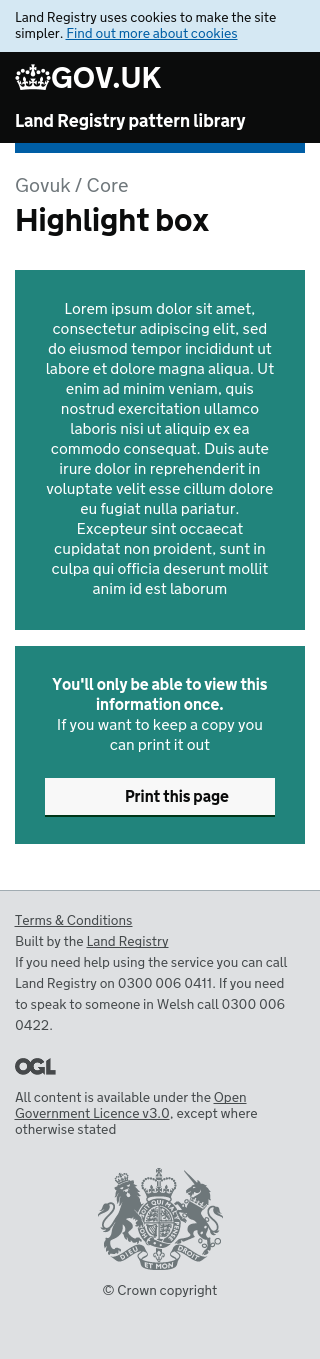 Land Registry uses cookies to make the site
simpler. Find out more about cookies
GOV.UK
Land Registry pattern library
Govuk / Core
Highlight box
Lorem ipsum dolor sit amet,
consectetur adipiscing elit, sed
do eiusmod tempor incididunt ut
labore et dolore magna aliqua. Ut
enim ad minim veniam, quis
nostrud exercitation ullamco
laboris nisi ut aliquip ex ea
commodo consequat. Duis aute
irure dolor in reprehenderit in
voluptate velit esse cillum dolore
eu fugiat nulla pariatur.
Excepteur sint occaecat
cupidatat non proident, sunt in
culpa qui officia deserunt mollit
anim id est laborum
You'll only be able to view this
information once.
If you want to keep a copy you
can print it out
Print this page
Terms & Conditions
Built by the Land Registry
If you need help using the service you can call
Land Registry on 0300 006 0411. If you need
to speak to someone in Welsh call 0300 006
0422.
OGL
All content is available under the Open
Government Licence v3.0, except where
otherwise stated
DIEU ET MON DROIT
© Crown copyright